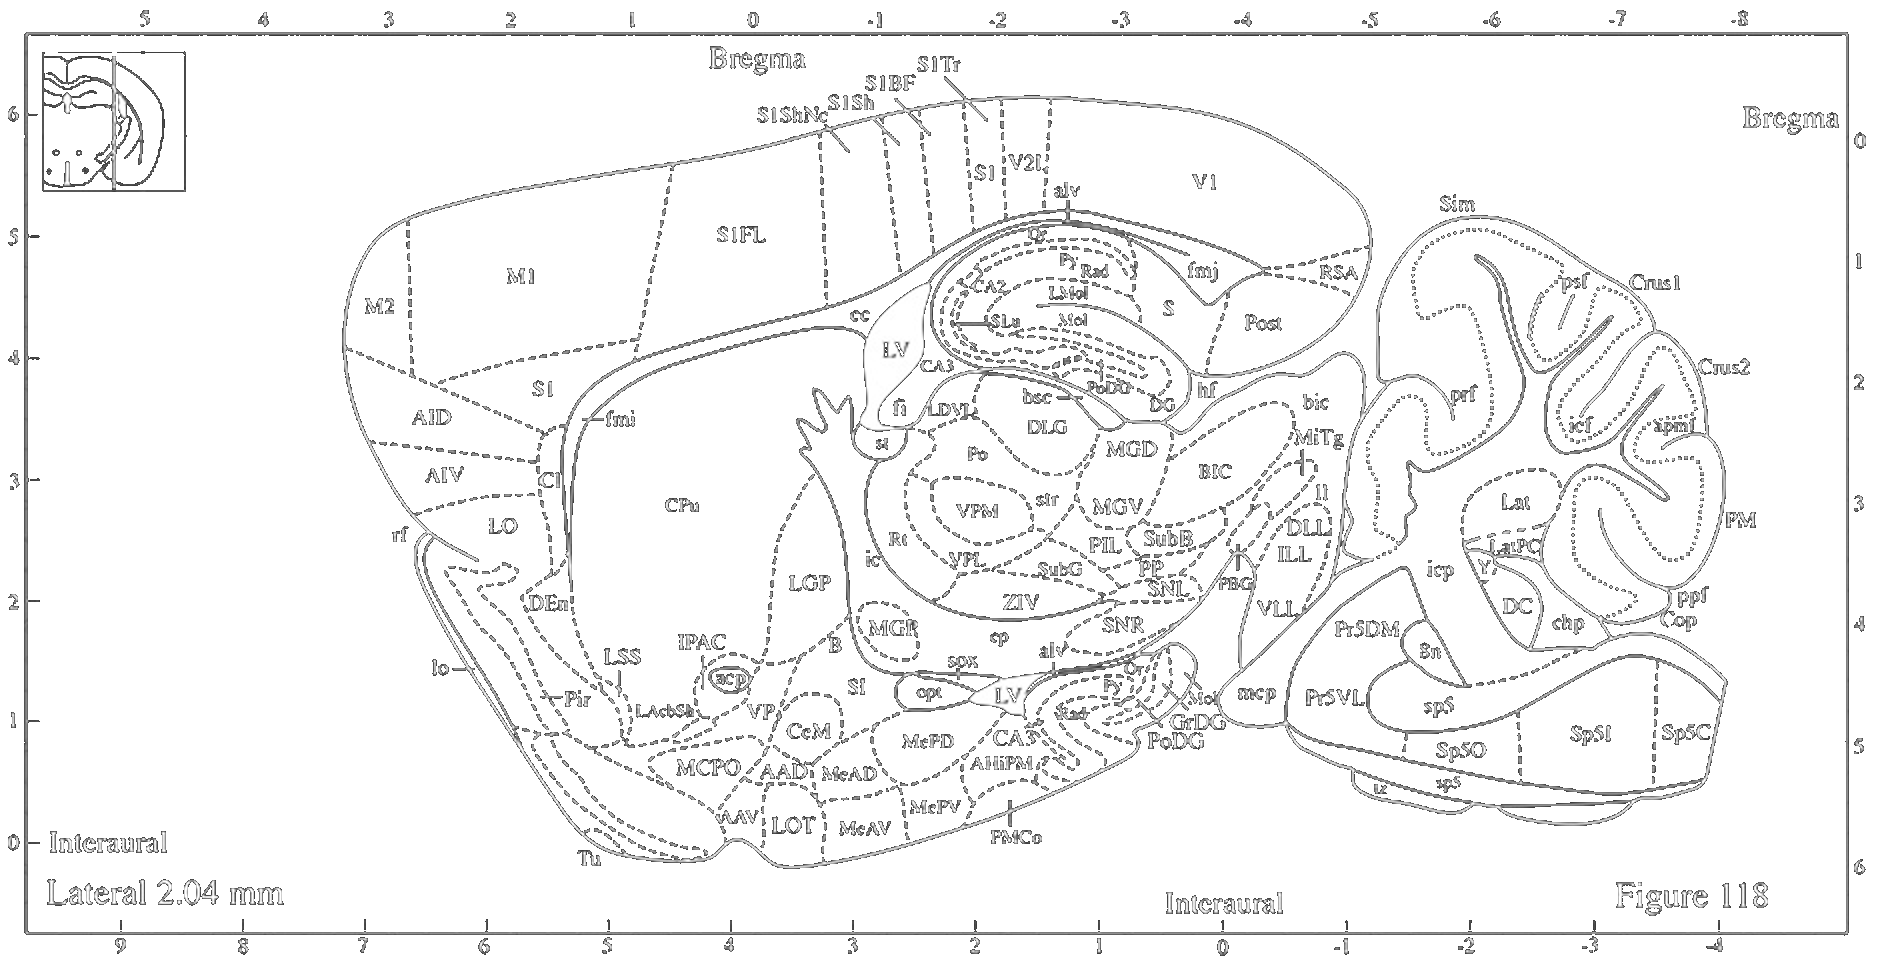 5 4 3 2 1 0 -1 -2 -3 -4 -5 -6 -7 -8
Bregma
S1Tr
S1BF
S1Sh
S1ShNc
6
Bregma
0
S1
V2L
V1
alv
Sim
5
S1FL
Or
M1
Py
Rad
fmj
RSA
1
psf
Crus1
M2
CA2
LMol
S
cc
SLu
Mol
Post
4
LV
CA3
PoDG
hf
Crus2
2
S1
fi
LDVL
bsc
DG
bic
prf
AID
fmi
st
DLG
MGD
MiTg
icf
apmf
Po
AIV
Cl
BIC
3
CPu
VPM
str
MGV
ll
Lat
3
LO
rf
Rt
PIL
SubB
DLL
PM
ic
VPL
SubG
PP
ILL
LatPC
LGP
SNL
PBG
icp
Y
2
DEn
ZIV
VLL
DC
ppf
MGP
cp
SNR
Pr5DM
chp
Cop
4
IPAC
B
8n
LSS
sox
alv
lo
acp
SI
opt
LV
Or
Py
Mol
mcp
Pir
LAcbSh
VP
Rad
GrDG
Pr5VL
sp5
1
CeM
MePD
CA3
PoDG
Sp5O
Sp5I
Sp5C
5
MCPO
AAD
MeAD
AHiPM
sp5
tz
AAV
LOT
MeAV
MePV
PMCo
0
Interaural
Tu
6
Lateral 2.04 mm
Interaural
Figure 118
9 8 7 6 5 4 3 2 1 0 -1 -2 -3 -4